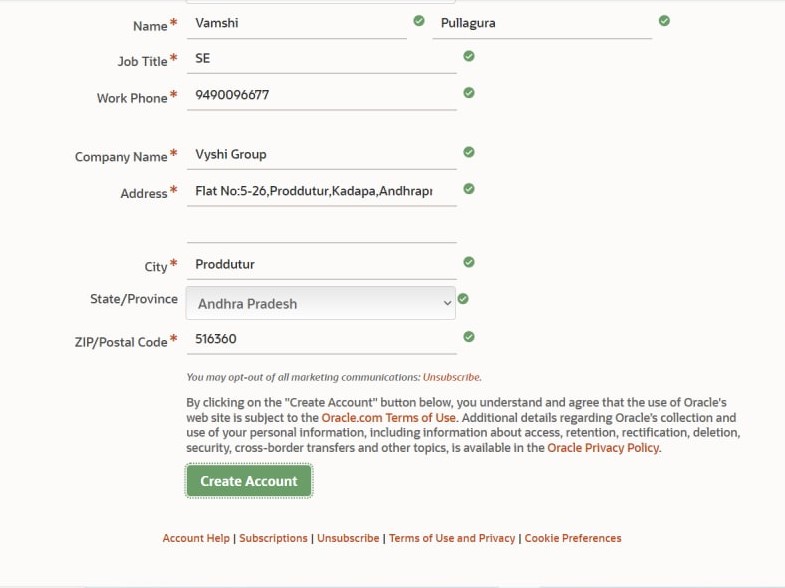 Name* Vamshi Pullagura
Job Title* SE
Work Phone* 9490096677
Company Name* Vyshi Group
Address* Flat No:5-26,Proddutur,Kadapa,Andhrapr
City* Proddutur
State/Province Andhra Pradesh
ZIP/Postal Code* 516360
You may opt-out of all marketing communications: Unsubscribe.
By clicking on the "Create Account" button below, you understand and agree that the use of Oracle's
web site is subject to the Oracle.com Terms of Use. Additional details regarding Oracle's collection and
use of your personal information, including information about access, retention, rectification, deletion,
security, cross-border transfers and other topics, is available in the Oracle Privacy Policy.
Create Account
Account Help | Subscriptions | Unsubscribe | Terms of Use and Privacy | Cookie Preferences